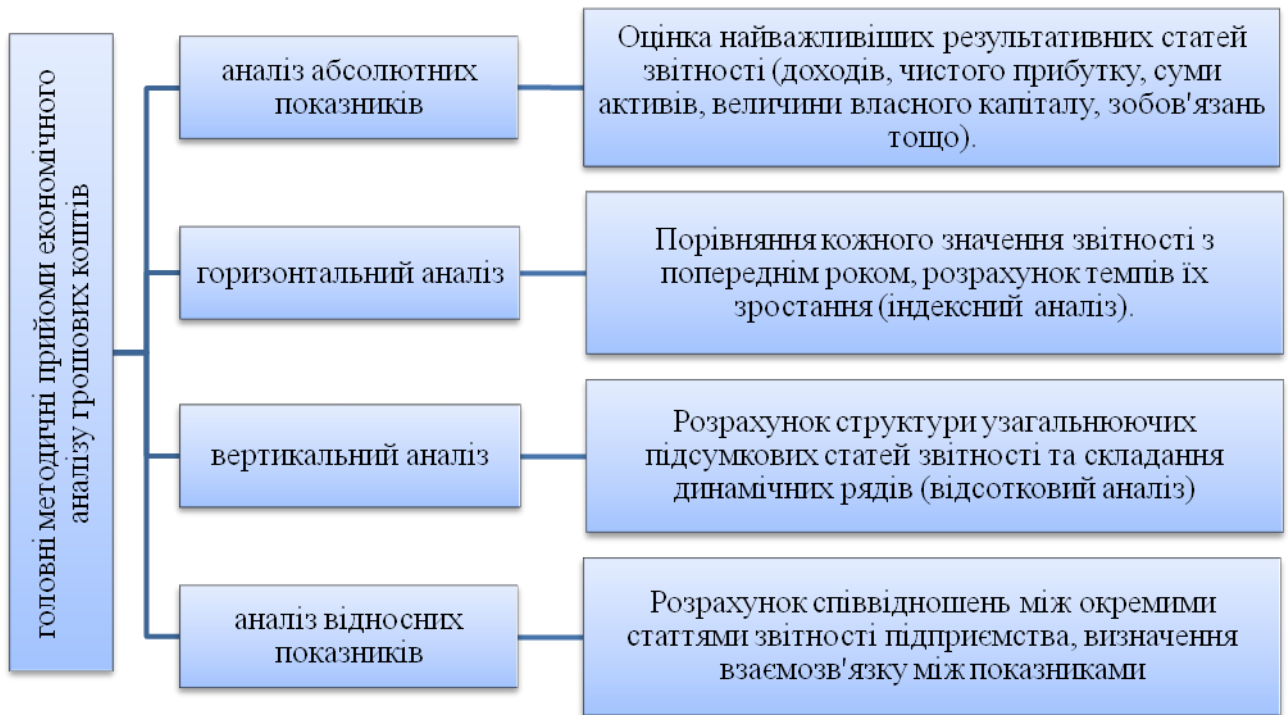 головні методичні прийоми економічного
аналізу грошових коштів
аналіз абсолютних
показників
Оцінка найважливіших результативних статей
звітності (доходів, чистого прибутку, суми
активів, величини власного капіталу, зобов'язань
тощо).
горизонтальний аналіз
Порівняння кожного значення звітності з
попереднім роком, розрахунок темпів їх
зростання (індексний аналіз).
вертикальний аналіз
Розрахунок структури узагальнюючих
підсумкових статей звітності та складання
динамічних рядів (відсотковий аналіз)
аналіз відносних
показників
Розрахунок співвідношень між окремими
статтями звітності підприємства, визначення
взаємозв'язку між показниками